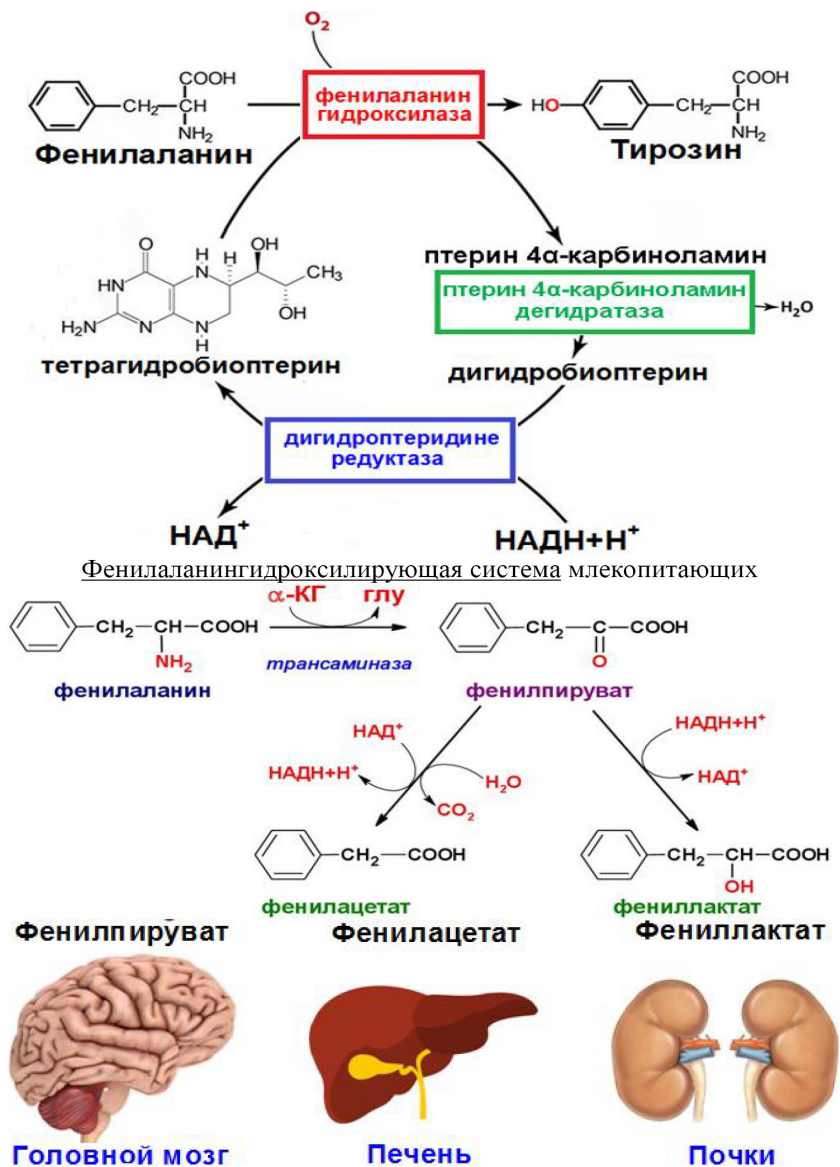 O₂
COOH
CH₂–CH
NH₂
Фенилаланин
фенилаланин
гидроксилаза
HO
COOH
CH₂–CH
NH₂
Тирозин
O
HN
H₂N
N
N
H
N
H
H
OH
CH₃
OH
тетрагидробиоптерин
птерин 4α-карбиноламин
птерин 4α-карбиноламин
дегидратаза
H₂O
дигидробиоптерин
дигидроптеридине
редуктаза
НАД⁺
НАДН+Н⁺
Фенилаланингидроксилирующая система млекопитающих
CH₂–CH–COOH
NH₂
фенилаланин
α-КГ глу
трансаминаза
CH₂–C–COOH
O
фенилпируват
НАД⁺
НАДН+Н⁺
H₂O
CO₂
НАДН+Н⁺
НАД⁺
CH₂–COOH
фенилацетат
CH₂–CH–COOH
OH
фениллактат
Фенилпируват
Фенилацетат
Фениллактат
Головной мозг
Печень
Почки